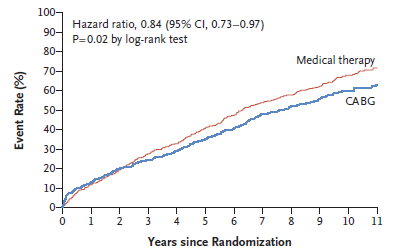 100
90
80
70
60
50
40
30
20
10
0
Event Rate (%)
Hazard ratio, 0.84 (95% CI, 0.73–0.97)
P=0.02 by log-rank test
Medical therapy
CABG
0 1 2 3 4 5 6 7 8 9 10 11
Years since Randomization